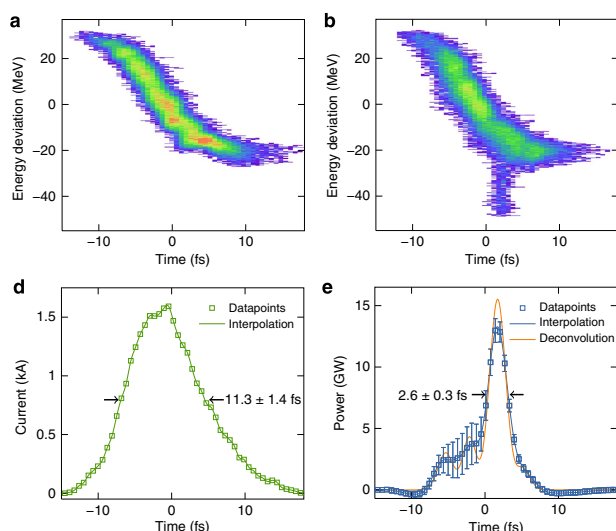 a
b
Energy deviation (MeV)
20
0
−20
−40
−10
0
10
Time (fs)
Energy deviation (MeV)
20
0
−20
−40
−10
0
10
Time (fs)
d
e
Current (kA)
1.5
1
0.5
0
Datapoints
Interpolation
11.3 ± 1.4 fs
−10
0
10
Time (fs)
Power (GW)
15
10
5
0
Datapoints
Interpolation
Deconvolution
2.6 ± 0.3 fs
−10
0
10
Time (fs)